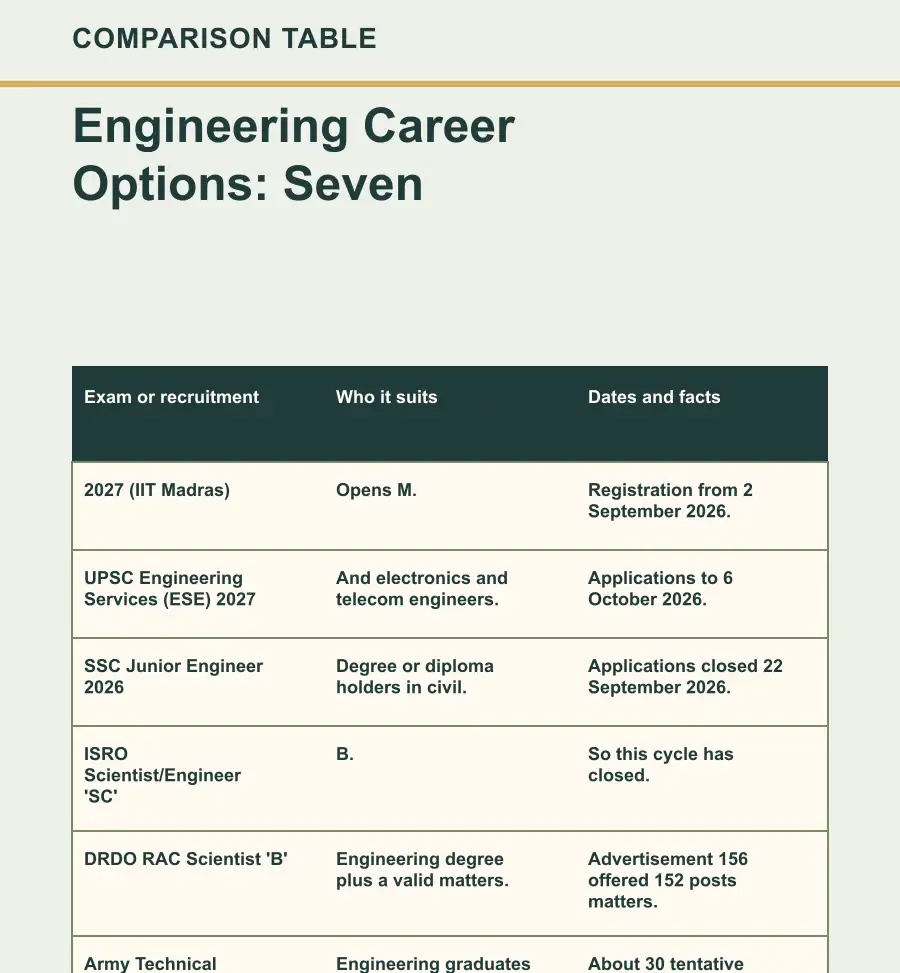 COMPARISON TABLE
Engineering Career
Options: Seven
Exam or recruitment
Who it suits
Dates and facts
2027 (IIT Madras)
Opens M.
Registration from 2
September 2026.
UPSC Engineering
Services (ESE) 2027
And electronics and
telecom engineers.
Applications to 6
October 2026.
SSC Junior Engineer
2026
Degree or diploma
holders in civil.
Applications closed 22
September 2026.
ISRO
Scientist/Engineer
'SC'
B.
So this cycle has
closed.
DRDO RAC Scientist 'B'
Engineering degree
plus a valid matters.
Advertisement 156
offered 152 posts
matters.
Army Technical
Engineering graduates
About 30 tentative